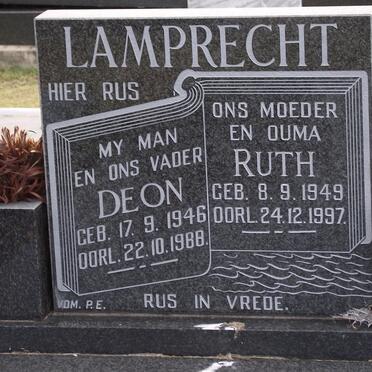 LAMPRECHT
HIER RUS
MY MAN
EN ONS VADER
DEON
GEB. 17. 9. 1946
OORL. 22.10.1988.
ONS MOEDER
EN OUMA
RUTH
GEB. 8. 9. 1949
OORL. 24.12.1997.
VOM. P.E.
RUS IN VREDE.